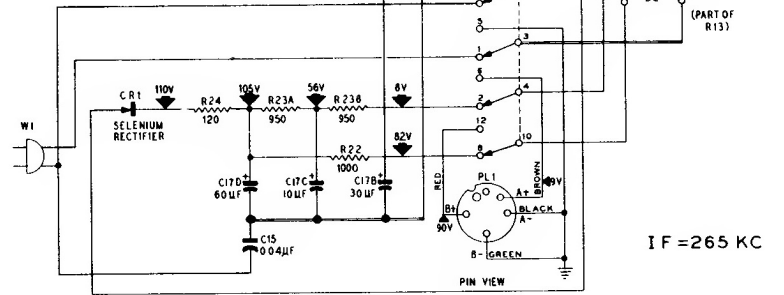 (PART OF
R13)
5
3
1
6
4
2
12
10
8
CR1
110V
R24
120
105V
R23A
950
56V
R23B
950
6V
SELENIUM
RECTIFIER
W1
R22
1000
82V
C17D
60UF
C17C
10UF
C17B
30UF
RED
BROWN
PL1
A+
9V
B+
90V
BLACK
A-
B-
GREEN
C15
0.04UF
PIN VIEW
IF=265 KC